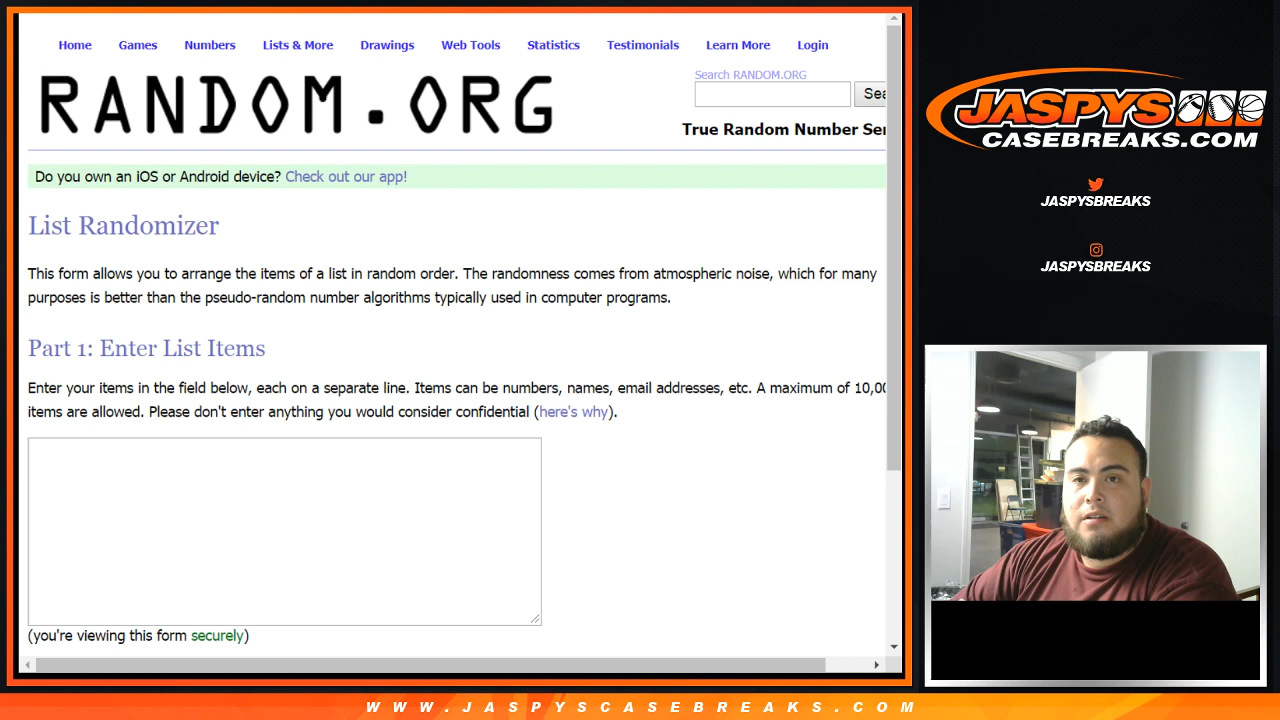 Home Games Numbers Lists & More Drawings Web Tools Statistics Testimonials Learn More Login
RANDOM.ORG
Search RANDOM.ORG
Sea
True Random Number Ser
Do you own an iOS or Android device? Check out our app!
List Randomizer
This form allows you to arrange the items of a list in random order. The randomness comes from atmospheric noise, which for many
purposes is better than the pseudo-random number algorithms typically used in computer programs.
Part 1: Enter List Items
Enter your items in the field below, each on a separate line. Items can be numbers, names, email addresses, etc. A maximum of 10,00
items are allowed. Please don't enter anything you would consider confidential (here's why).
(you're viewing this form securely)
JASPYS
CASEBREAKS.COM
JASPYSBREAKS
JASPYSBREAKS
WWW.JASPYSCASEBREAKS.COM